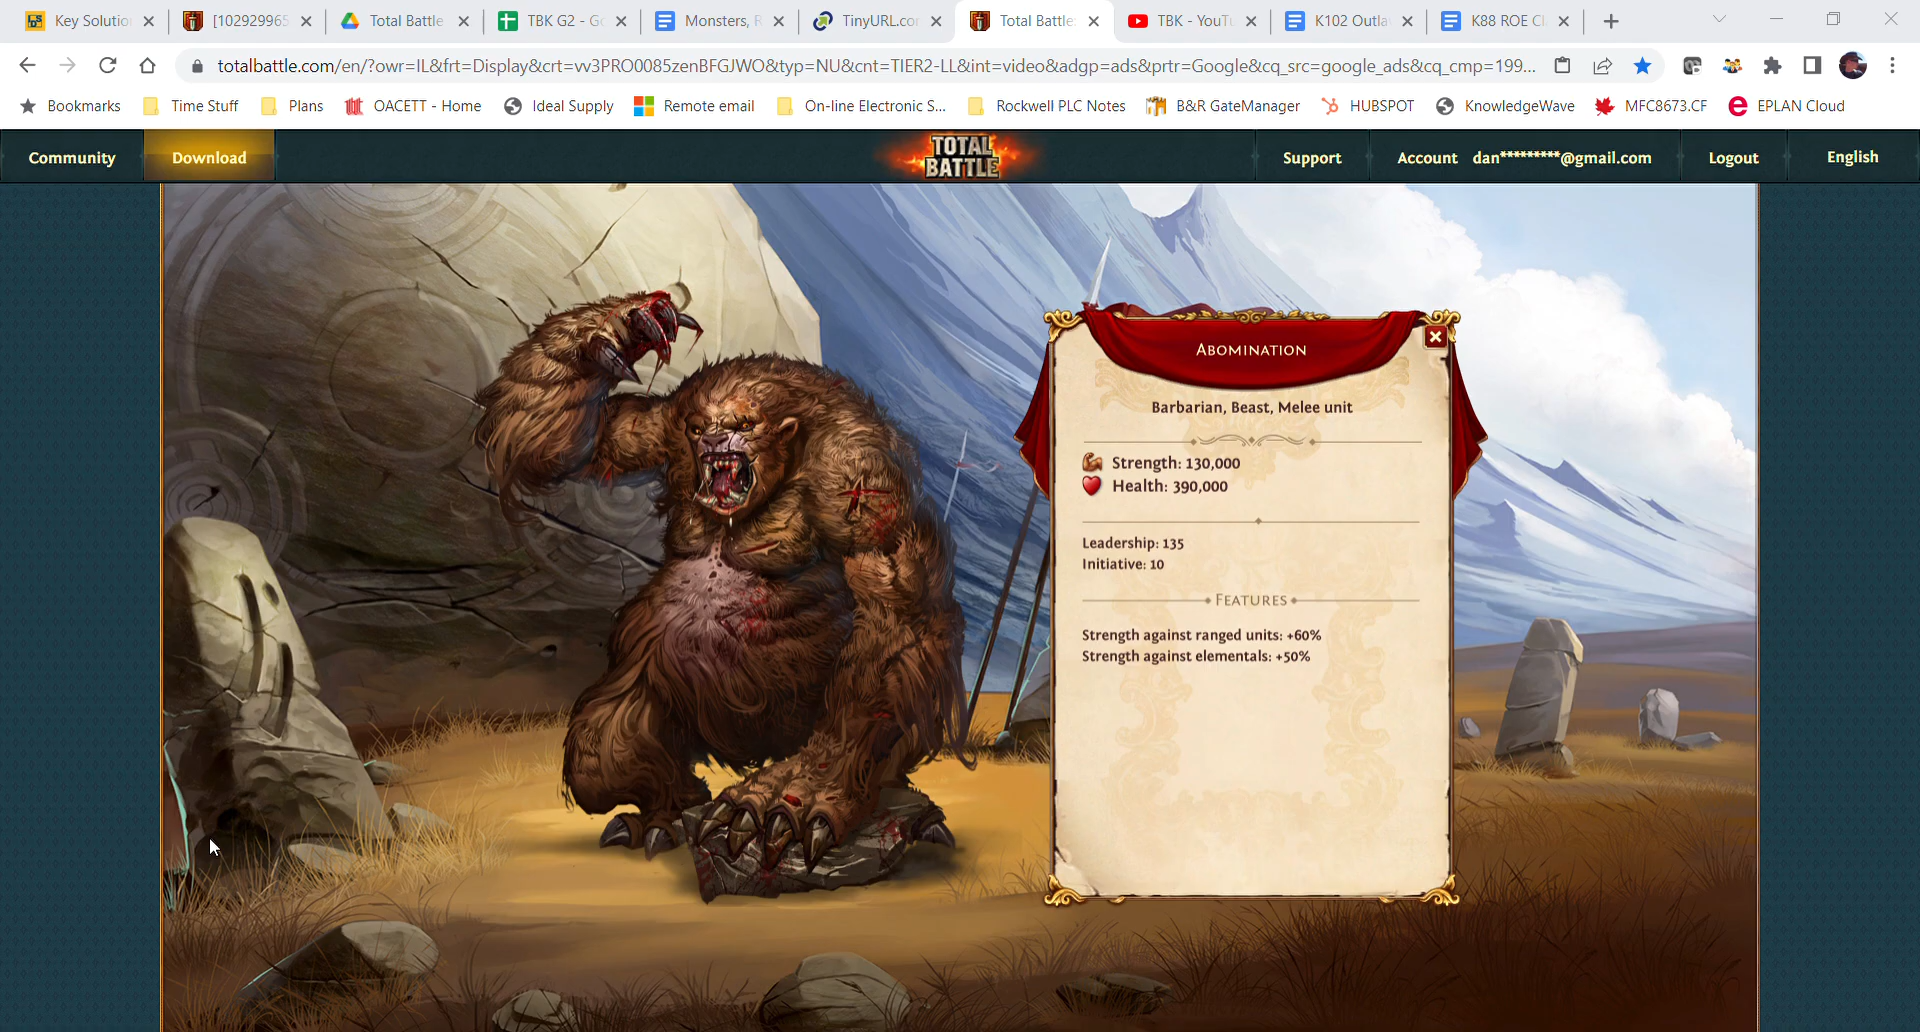 Key Solutio
[102929965
Total Battle
TBK G2 - Go
Monsters, R
TinyURL.co
Total Battle
TBK - YouTu
K102 Outla
K88 ROE Cl
totalbattle.com/en/?owr=IL&frt=Display&crt=vv3PRO0085zenBFGJWO&typ=NU&cnt=TIER2-LL&int=video&adgp=ads&prtr=Google&cq_src=google_ads&cq_cmp=199...
Bookmarks
Time Stuff
Plans
OACETT - Home
Ideal Supply
Remote email
On-line Electronic S...
Rockwell PLC Notes
B&R GateManager
HUBSPOT
KnowledgeWave
MFC8673.CF
EPLAN Cloud
Community
Download
TOTAL
BATTLE
Support
Account dan*********@gmail.com
Logout
English
ABOMINATION
Barbarian, Beast, Melee unit
Strength: 130,000
Health: 390,000
Leadership: 135
Initiative: 10
FEATURES
Strength against ranged units: +60%
Strength against elementals: +50%